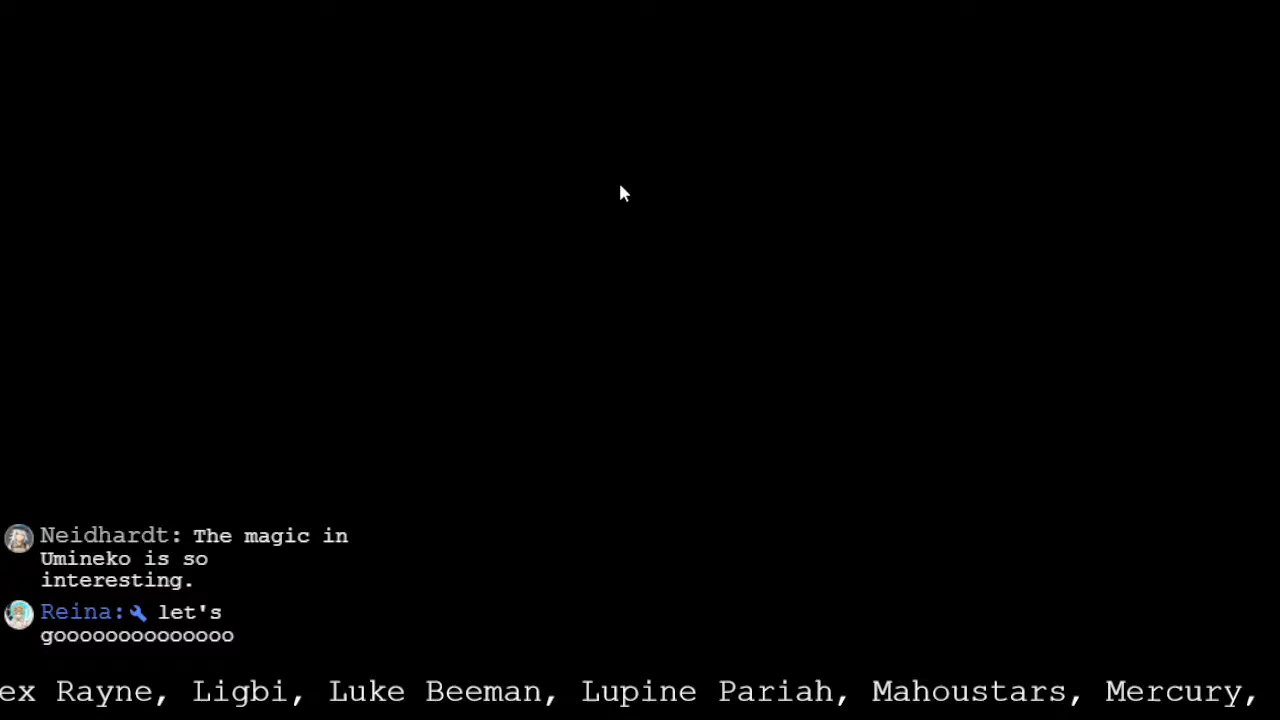 Neidhardt: The magic in
Umineko is so
interesting.
Reina: let's
goooooooooooooo
ex Rayne, Ligbi, Luke Beeman, Lupine Pariah, Mahoustars, Mercury,